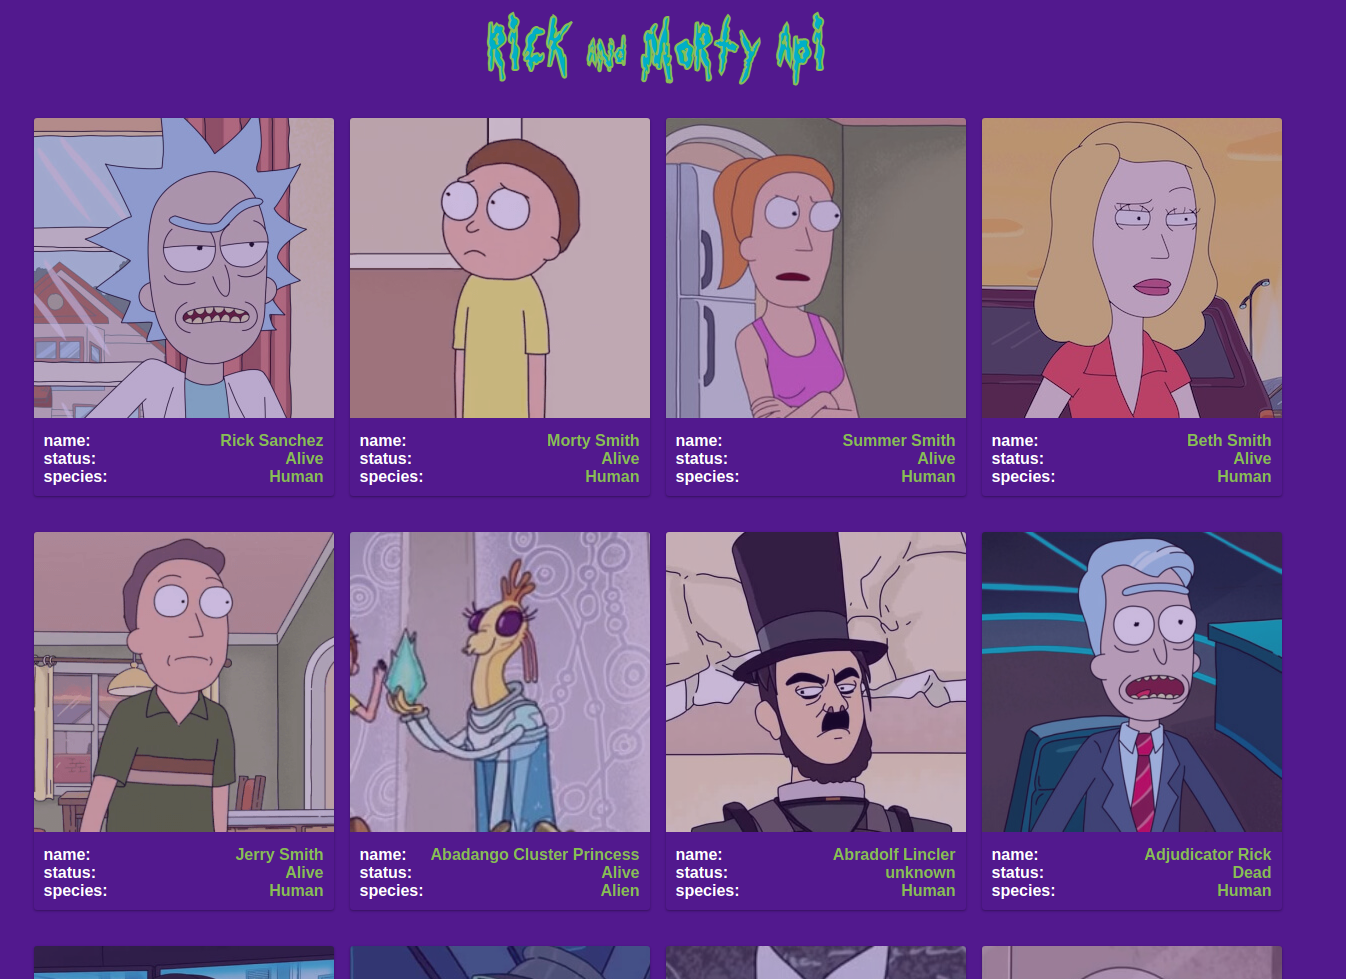 Rick and Morty Api
name: Rick Sanchez
status: Alive
species: Human
name: Morty Smith
status: Alive
species: Human
name: Summer Smith
status: Alive
species: Human
name: Beth Smith
status: Alive
species: Human
name: Jerry Smith
status: Alive
species: Human
name: Abadango Cluster Princess
status: Alive
species: Alien
name: Abradolf Lincler
status: unknown
species: Human
name: Adjudicator Rick
status: Dead
species: Human